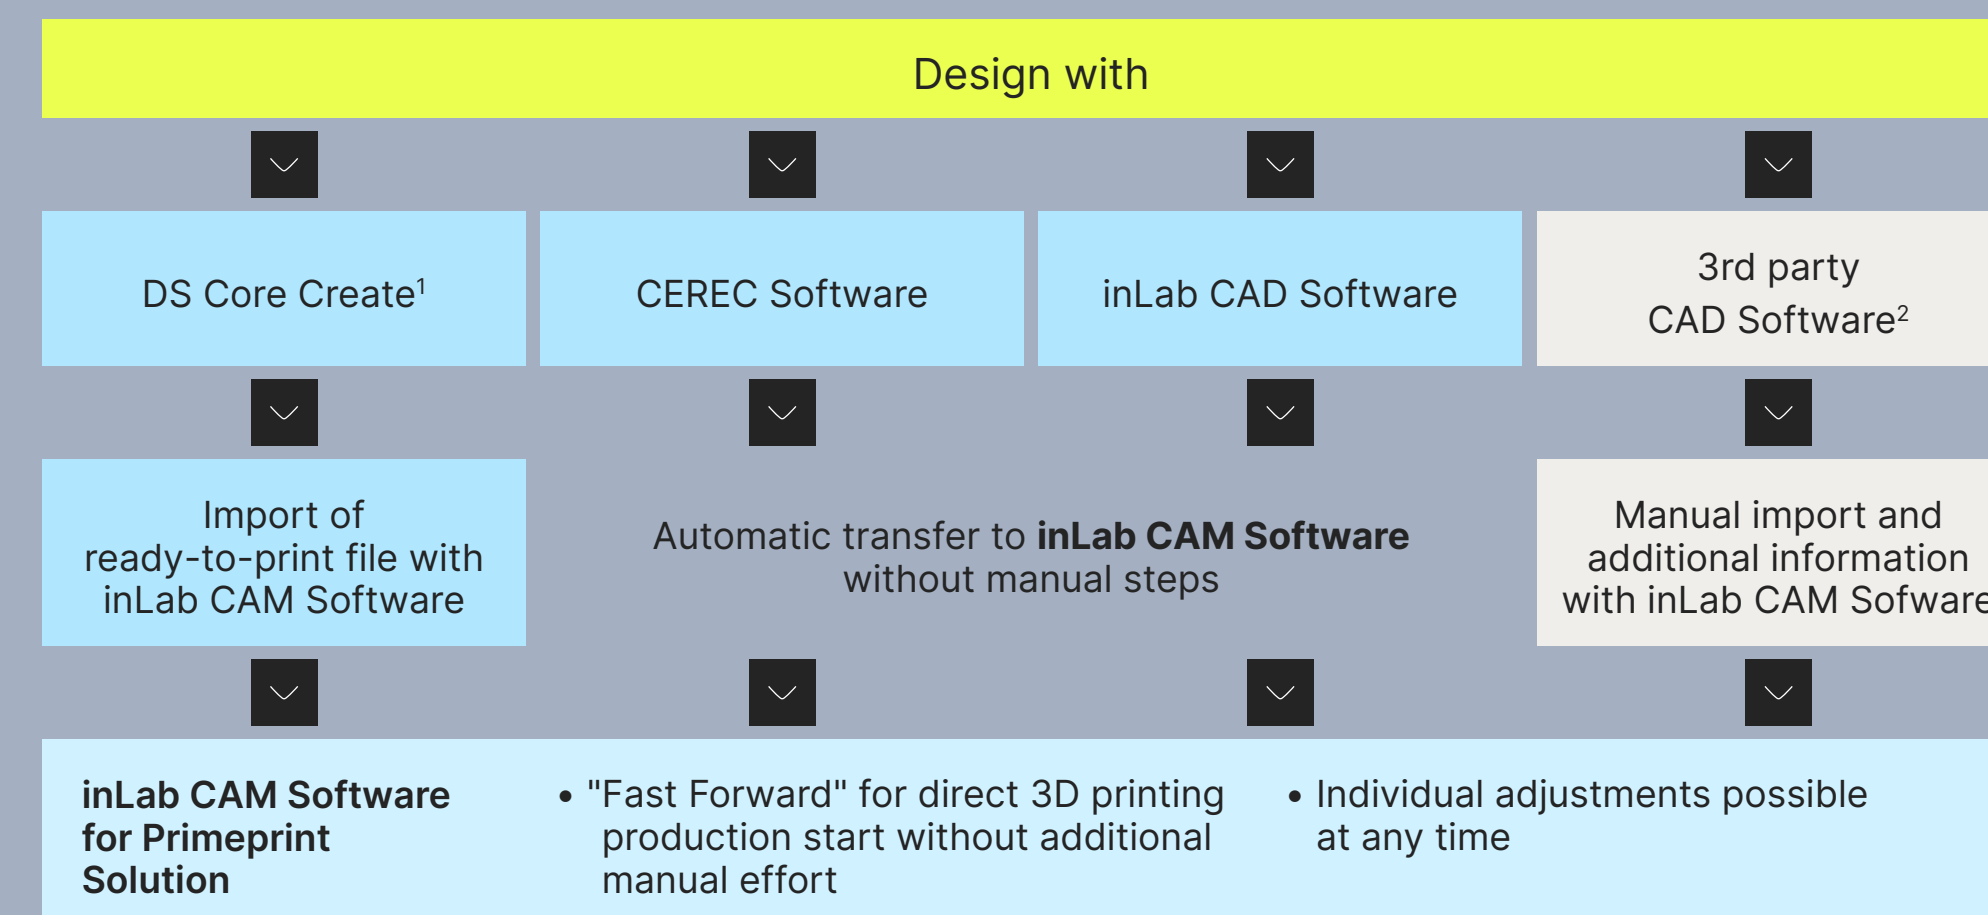 Design with
DS Core Create¹
CEREC Software
inLab CAD Software
3rd party
CAD Software²
Import of
ready-to-print file with
inLab CAM Software
Automatic transfer to inLab CAM Software
without manual steps
Manual import and
additional information
with inLab CAM Sofware
inLab CAM Software
for Primeprint
Solution
• "Fast Forward" for direct 3D printing
production start without additional
manual effort
• Individual adjustments possible
at any time